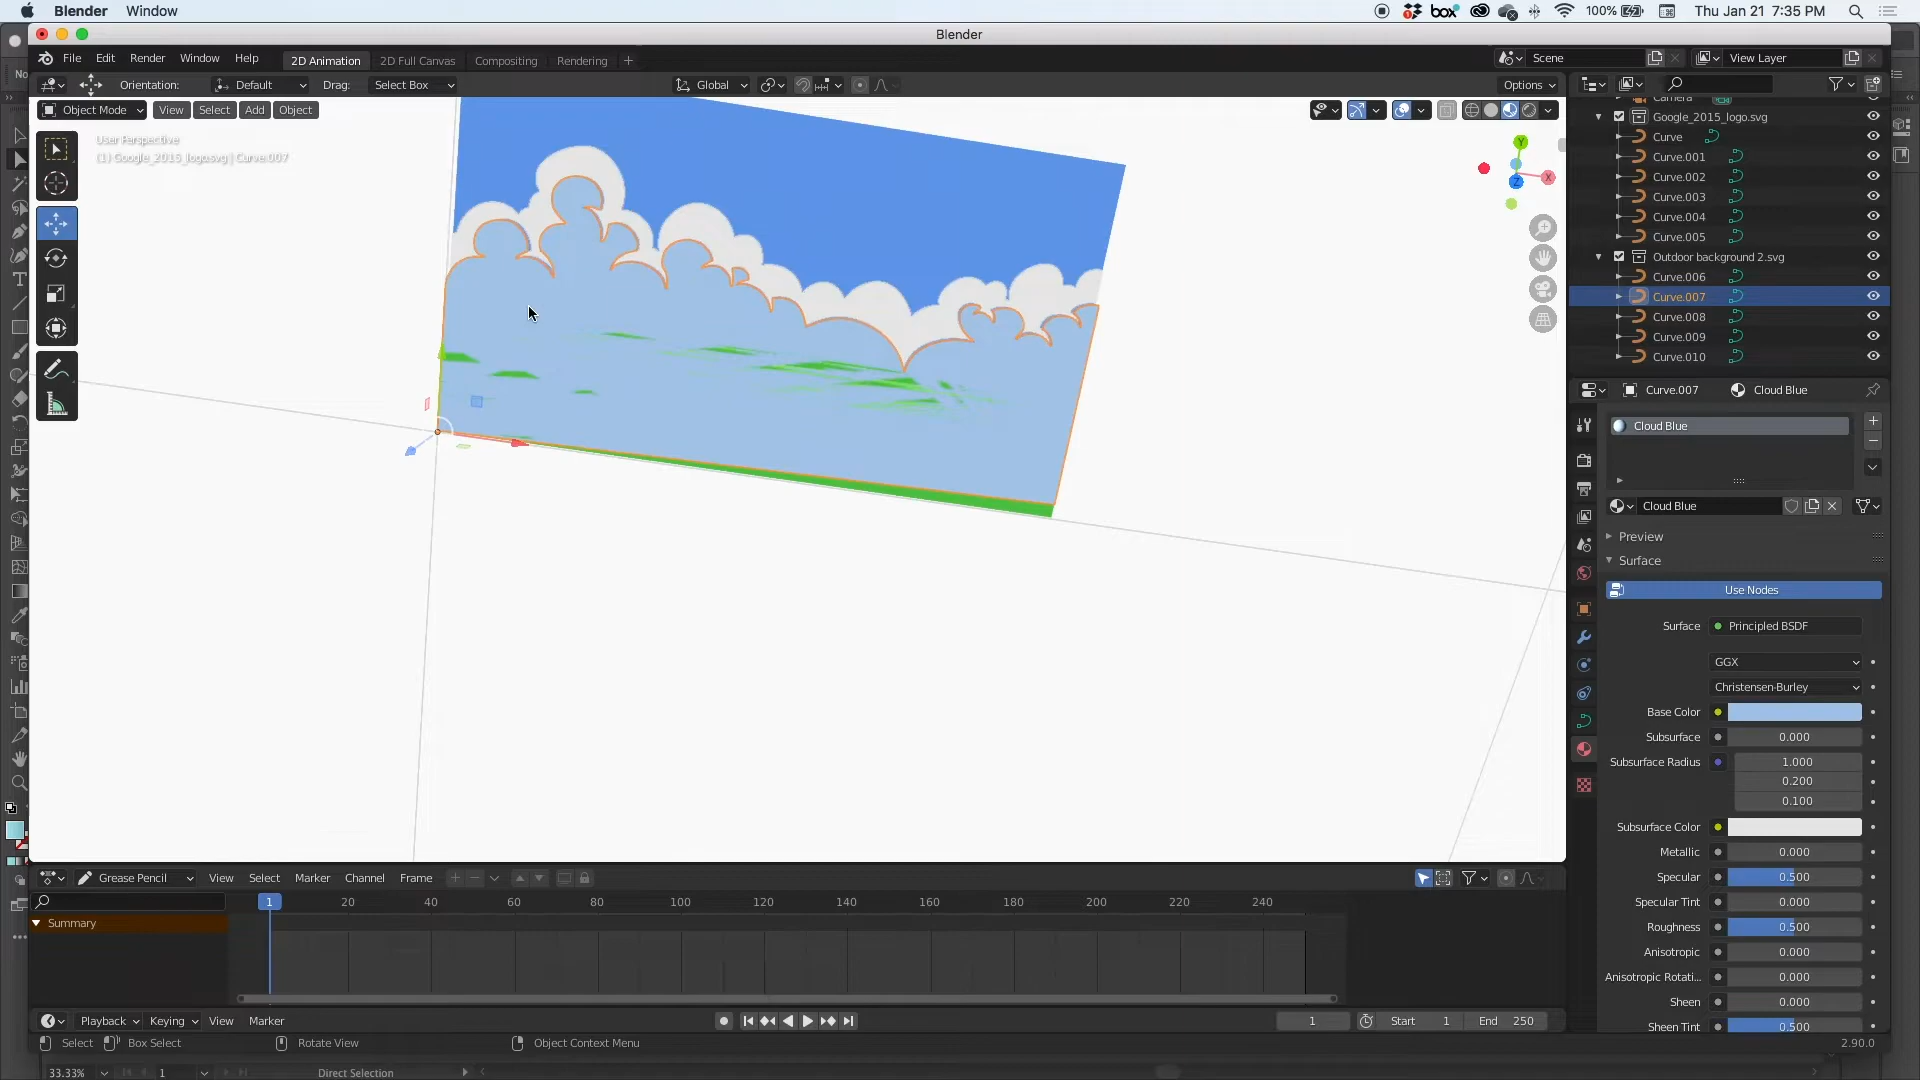 Blender Window
box
100%
Thu Jan 21 7:35 PM
Blender
File Edit Render Window Help
2D Animation 2D Full Canvas Compositing Rendering +
Scene
View Layer
No
Orientation: Default Drag: Select Box
Global
Options
Object Mode View Select Add Object
User Perspective
(1) Google_2015_logo.svg | Curve.007
Y
X
Z
Camera
Google_2015_logo.svg
Curve
Curve.001
Curve.002
Curve.003
Curve.004
Curve.005
Outdoor background 2.svg
Curve.006
Curve.007
Curve.008
Curve.009
Curve.010
Curve.007 Cloud Blue
Cloud Blue
Cloud Blue
Preview
Surface
Use Nodes
Surface Principled BSDF
GGX
Christensen-Burley
Base Color
Subsurface 0.000
Subsurface Radius 1.000
0.200
0.100
Subsurface Color
Metallic 0.000
Specular 0.500
Specular Tint 0.000
Roughness 0.500
Anisotropic 0.000
Anisotropic Rotati... 0.000
Sheen 0.000
Sheen Tint 0.500
Grease Pencil View Select Marker Channel Frame
1 20 40 60 80 100 120 140 160 180 200 220 240
Summary
Playback Keying View Marker
1 Start 1 End 250
Select Box Select Rotate View Object Context Menu
2.90.0
33.33% 1 Direct Selection